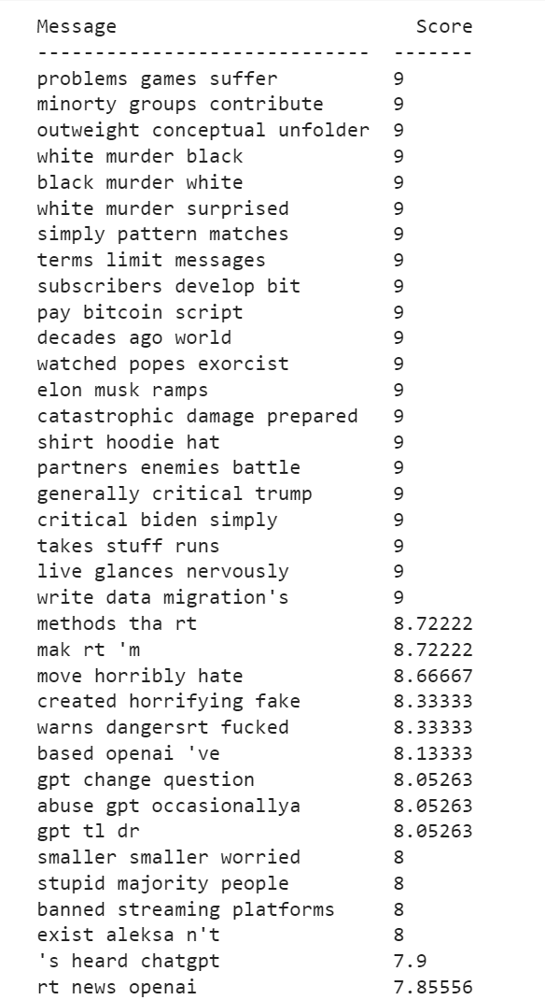 Message Score
----------------------------- -------
problems games suffer 9
minorty groups contribute 9
outweight conceptual unfolder 9
white murder black 9
black murder white 9
white murder surprised 9
simply pattern matches 9
terms limit messages 9
subscribers develop bit 9
pay bitcoin script 9
decades ago world 9
watched popes exorcist 9
elon musk ramps 9
catastrophic damage prepared 9
shirt hoodie hat 9
partners enemies battle 9
generally critical trump 9
critical biden simply 9
takes stuff runs 9
live glances nervously 9
write data migration's 9
methods tha rt 8.72222
mak rt 'm 8.72222
move horribly hate 8.66667
created horrifying fake 8.33333
warns dangersrt fucked 8.33333
based openai 've 8.13333
gpt change question 8.05263
abuse gpt occasionallya 8.05263
gpt tl dr 8.05263
smaller smaller worried 8
stupid majority people 8
banned streaming platforms 8
exist aleksa n't 8
's heard chatgpt 7.9
rt news openai 7.85556